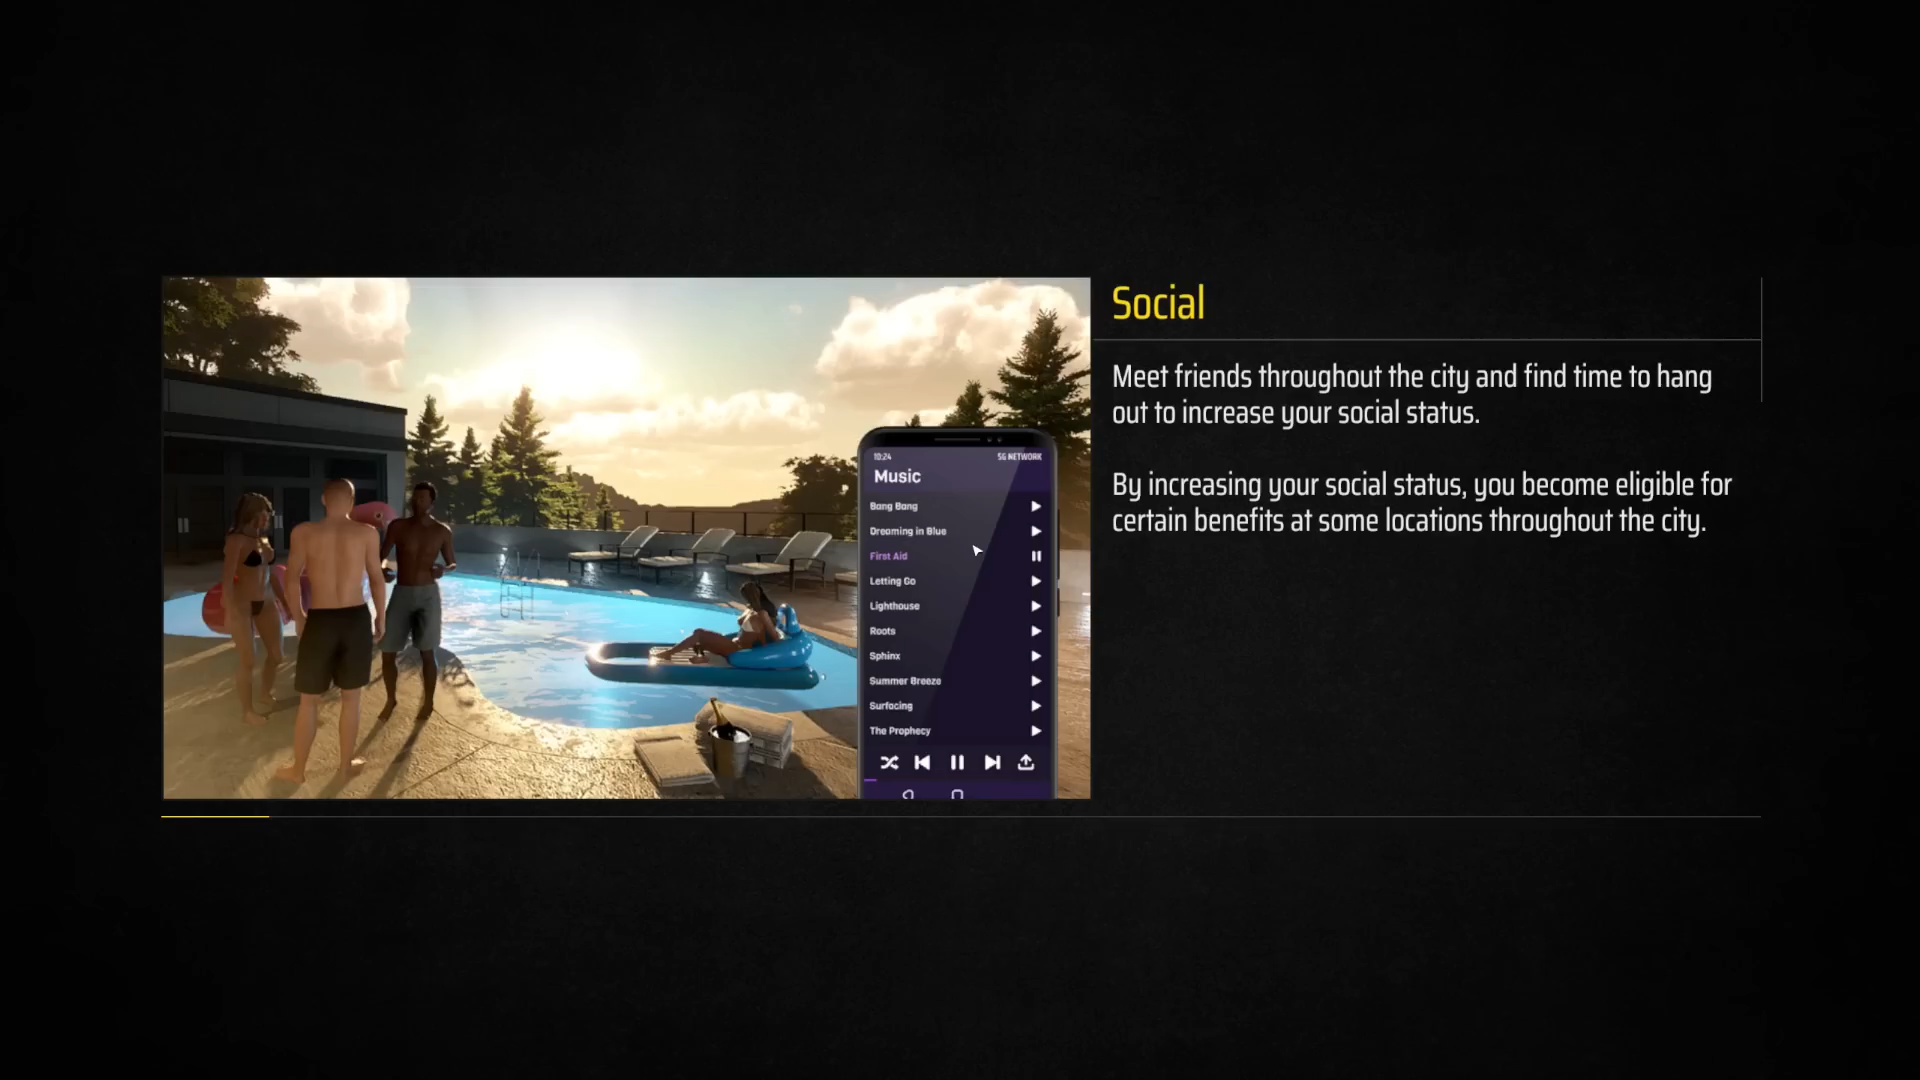 Social
Meet friends throughout the city and find time to hang
out to increase your social status.
By increasing your social status, you become eligible for
certain benefits at some locations throughout the city.
10:24 5G NETWORK
Music
Bang Bang
Dreaming in Blue
First Aid
Letting Go
Lighthouse
Roots
Sphinx
Summer Breeze
Surfacing
The Prophecy